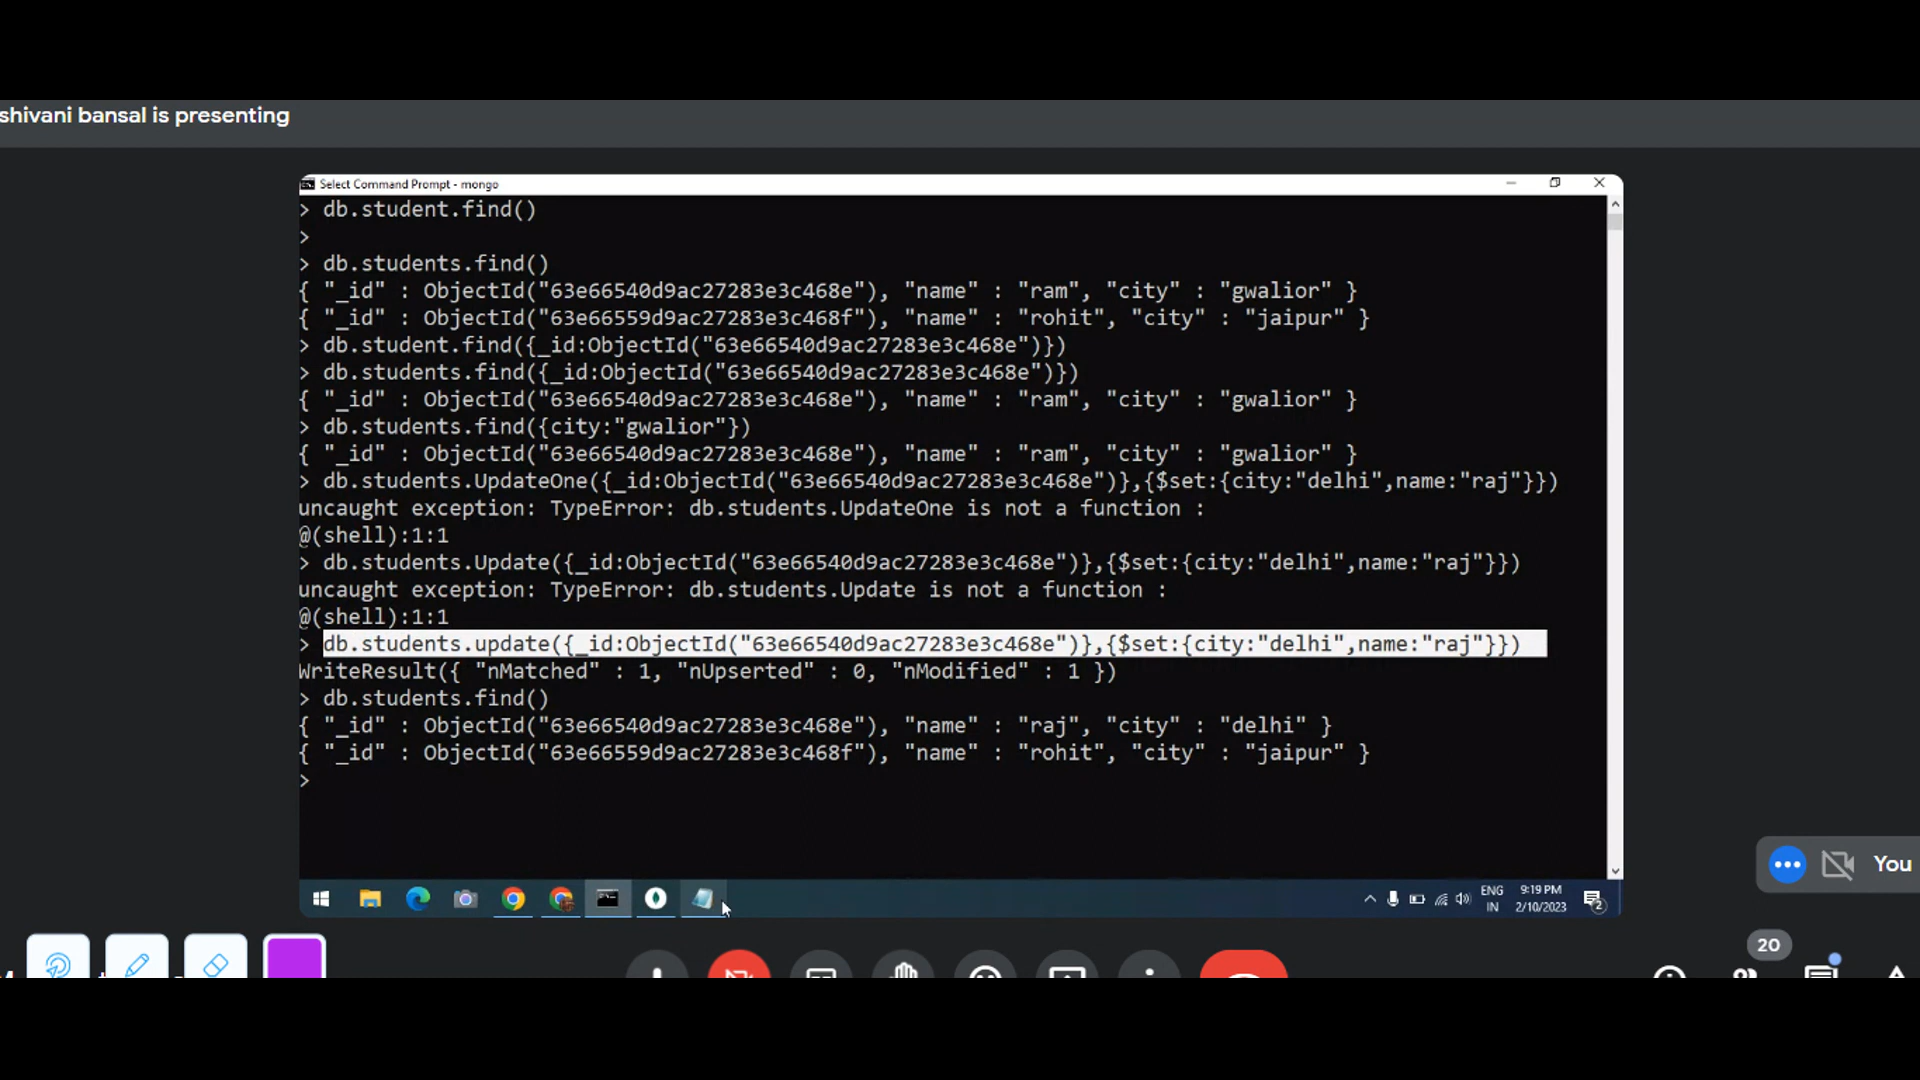 shivani bansal is presenting
Select Command Prompt - mongo
> db.student.find()
>
> db.students.find()
{ "_id" : ObjectId("63e66540d9ac27283e3c468e"), "name" : "ram", "city" : "gwalior" }
{ "_id" : ObjectId("63e66559d9ac27283e3c468f"), "name" : "rohit", "city" : "jaipur" }
> db.student.find({_id:ObjectId("63e66540d9ac27283e3c468e")})
> db.students.find({_id:ObjectId("63e66540d9ac27283e3c468e")})
{ "_id" : ObjectId("63e66540d9ac27283e3c468e"), "name" : "ram", "city" : "gwalior" }
> db.students.find({city:"gwalior"})
{ "_id" : ObjectId("63e66540d9ac27283e3c468e"), "name" : "ram", "city" : "gwalior" }
> db.students.UpdateOne({_id:ObjectId("63e66540d9ac27283e3c468e")},{$set:{city:"delhi",name:"raj"}})
uncaught exception: TypeError: db.students.UpdateOne is not a function :
@(shell):1:1
> db.students.Update({_id:ObjectId("63e66540d9ac27283e3c468e")},{$set:{city:"delhi",name:"raj"}})
uncaught exception: TypeError: db.students.Update is not a function :
@(shell):1:1
> db.students.update({_id:ObjectId("63e66540d9ac27283e3c468e")},{$set:{city:"delhi",name:"raj"}})
WriteResult({ "nMatched" : 1, "nUpserted" : 0, "nModified" : 1 })
> db.students.find()
{ "_id" : ObjectId("63e66540d9ac27283e3c468e"), "name" : "raj", "city" : "delhi" }
{ "_id" : ObjectId("63e66559d9ac27283e3c468f"), "name" : "rohit", "city" : "jaipur" }
>
You
ENG
IN
9:19 PM
2/10/2023
2
20